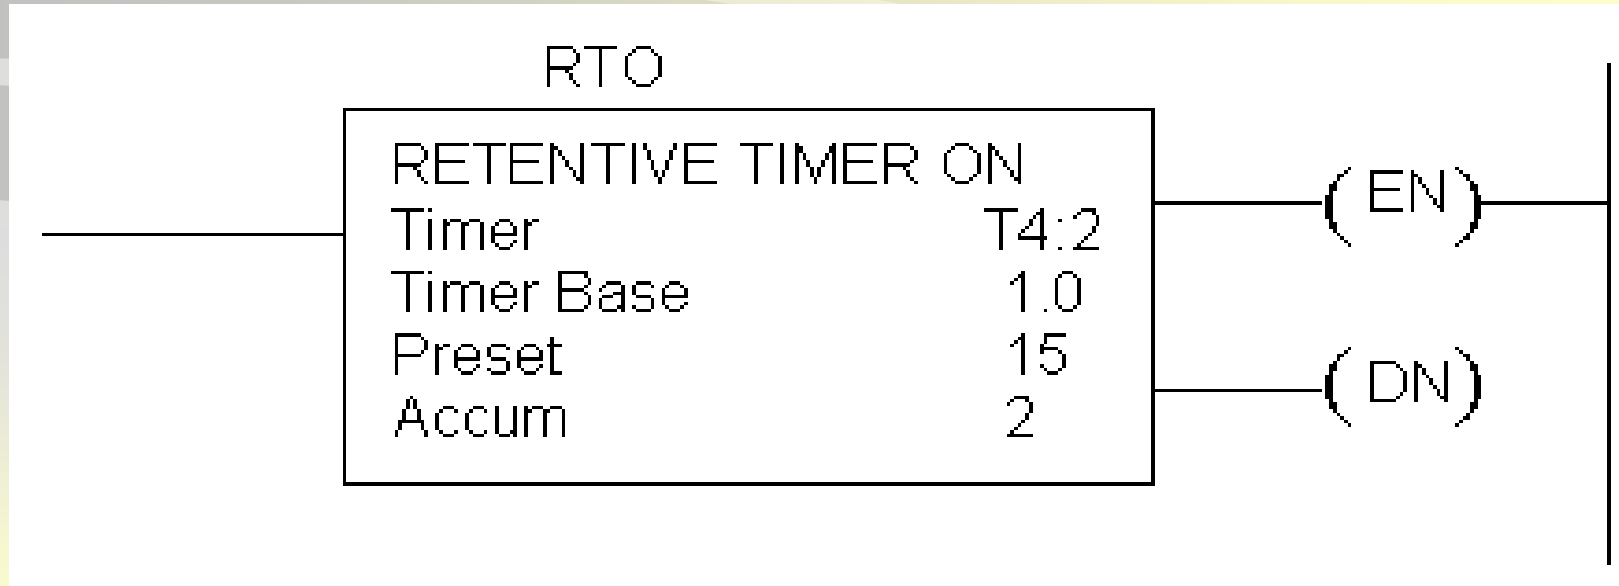 RTO
RETENTIVE TIMER ON
Timer T4:2
Timer Base 1.0
Preset 15
Accum 2
( EN )
( DN )